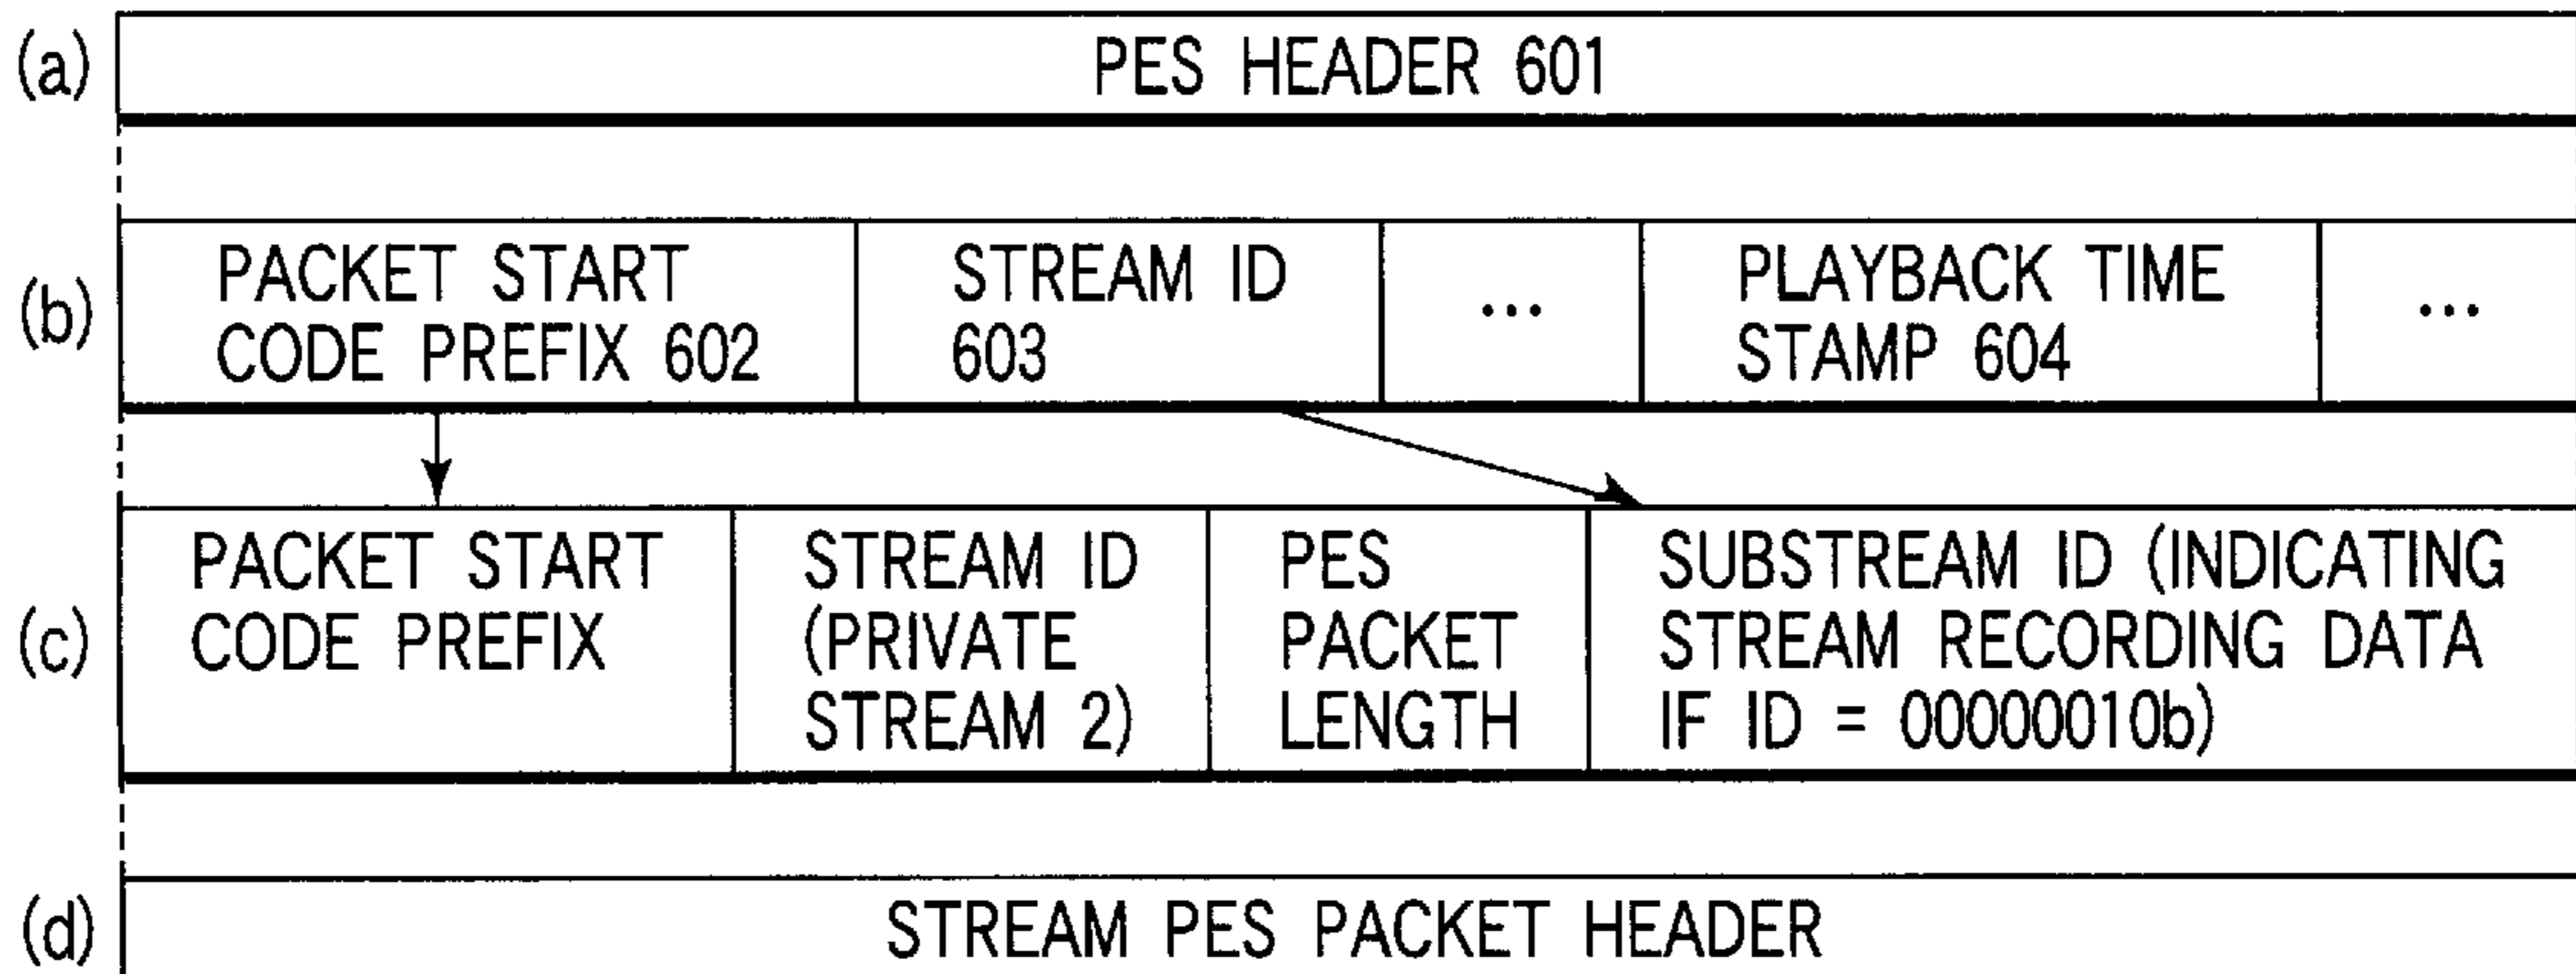 (a)
PES HEADER 601
(b)
PACKET START
CODE PREFIX 602
STREAM ID
603
...
PLAYBACK TIME
STAMP 604
...
(c)
PACKET START
CODE PREFIX
STREAM ID
(PRIVATE
STREAM 2)
PES
PACKET
LENGTH
SUBSTREAM ID (INDICATING
STREAM RECORDING DATA
IF ID = 00000010b)
(d)
STREAM PES PACKET HEADER